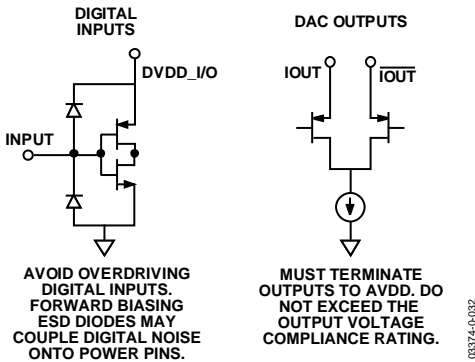 DIGITAL
INPUTS
DVDD_I/O
INPUT
AVOID OVERDRIVING
DIGITAL INPUTS.
FORWARD BIASING
ESD DIODES MAY
COUPLE DIGITAL NOISE
ONTO POWER PINS.
DAC OUTPUTS
IOUT
IOUT
MUST TERMINATE
OUTPUTS TO AVDD. DO
NOT EXCEED THE
OUTPUT VOLTAGE
COMPLIANCE RATING.
03374-0-032